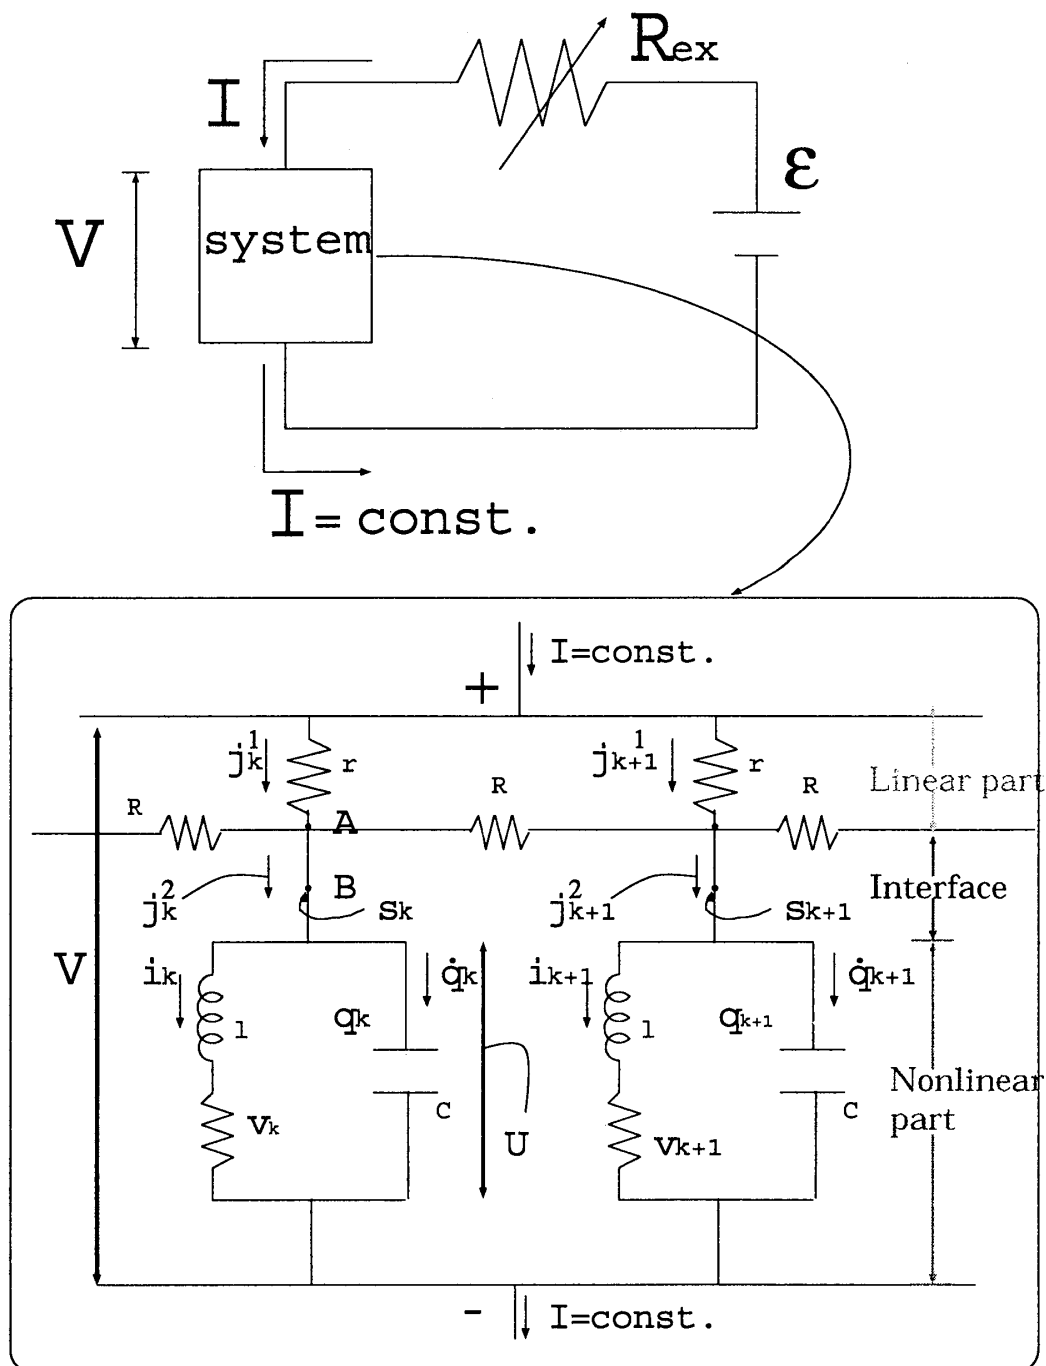 Rex
I
ε
V
system
I = const.
I=const.
+
j¹k
r
j¹k+1
r
Linear part
R
R
R
A
B
j²k
Sk
j²k+1
Sk+1
Interface
V
ik
q̇k
ik+1
q̇k+1
qk
qk+1
l
l
Nonlinear
part
C
C
Vk
U
Vk+1
-
I=const.